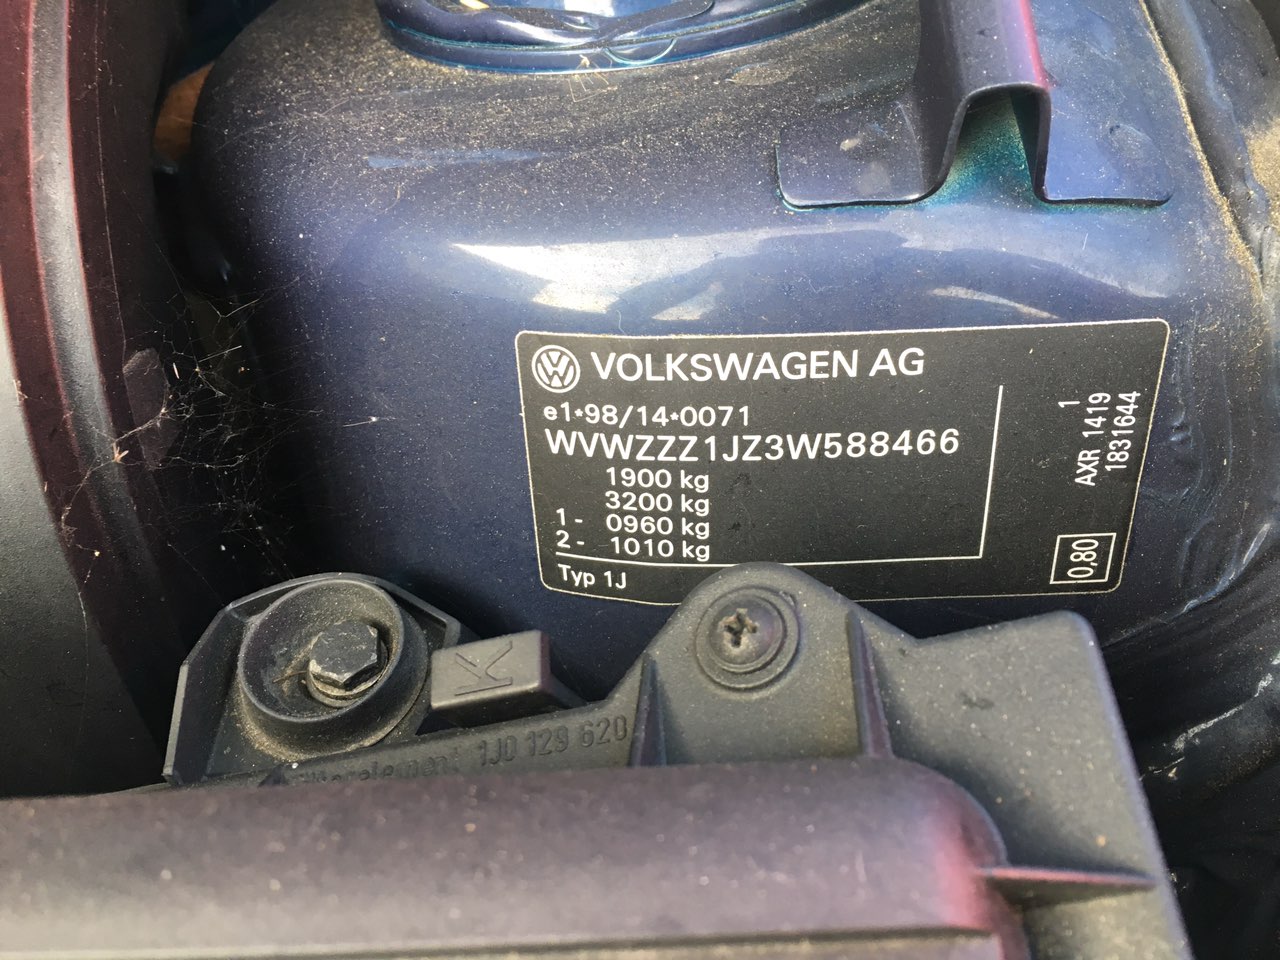 VOLKSWAGEN AG
e1*98/14*0071
WVWZZZ1JZ3W588466
1900 kg
3200 kg
1- 0960 kg
2- 1010 kg
Typ 1J
1
AXR 1419
1831644
0,80
K
1J0 129 620